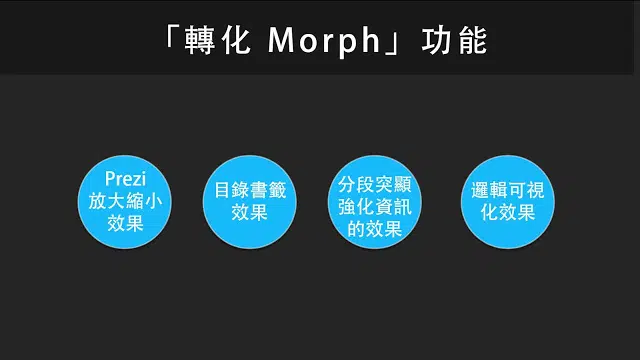 「轉化 Morph」功能
Prezi
放大縮小
效果
目錄書籤
效果
分段突顯
強化資訊
的效果
邏輯可視
化效果